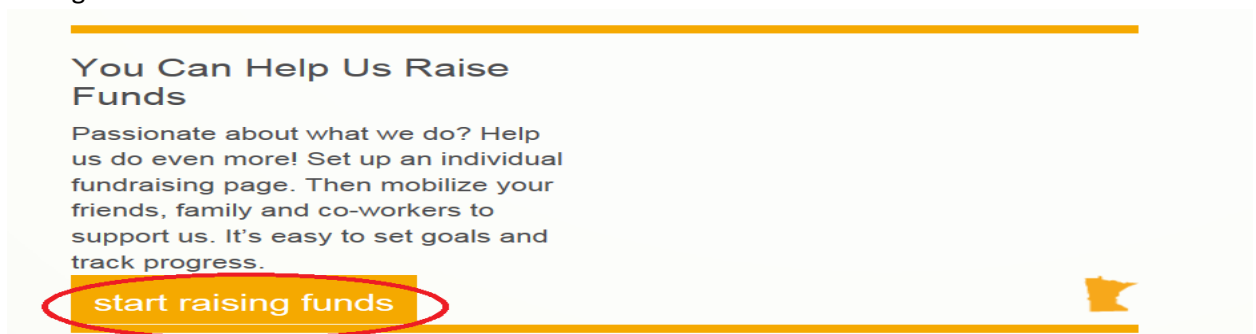 You Can Help Us Raise
Funds
Passionate about what we do? Help
us do even more! Set up an individual
fundraising page. Then mobilize your
friends, family and co-workers to
support us. It's easy to set goals and
track progress.
start raising funds